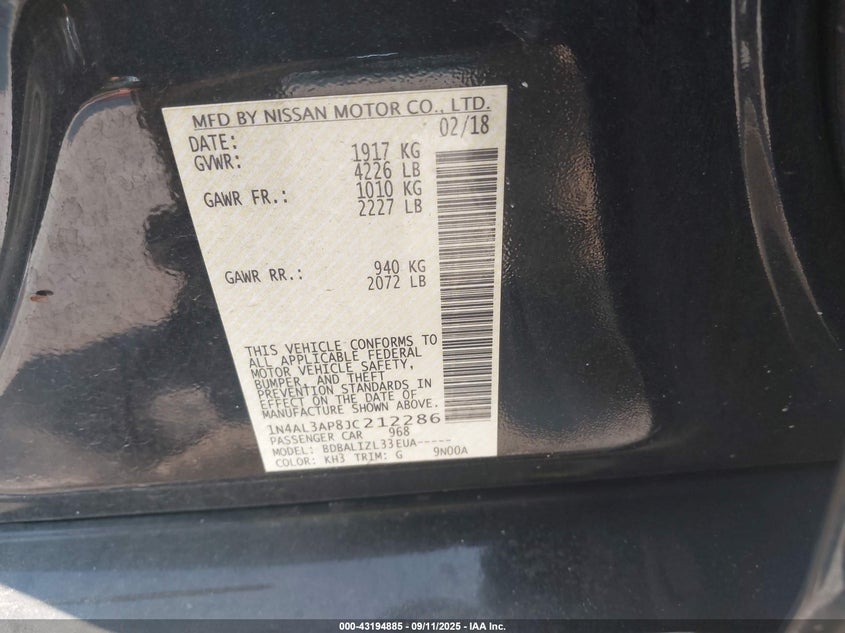 MFD BY NISSAN MOTOR CO., LTD.
DATE: 02/18
GVWR: 1917 KG
4226 LB
GAWR FR.: 1010 KG
2227 LB
GAWR RR.: 940 KG
2072 LB
THIS VEHICLE CONFORMS TO
ALL APPLICABLE FEDERAL
MOTOR VEHICLE SAFETY,
BUMPER, AND THEFT
PREVENTION STANDARDS IN
EFFECT ON THE DATE OF
MANUFACTURE SHOWN ABOVE.
1N4AL3AP8JC212286
PASSENGER CAR 968
MODEL: BDBALIZL33EUA-----
COLOR: KH3 TRIM: G 9N00A
000-43194885 - 09/11/2025 - IAA Inc.